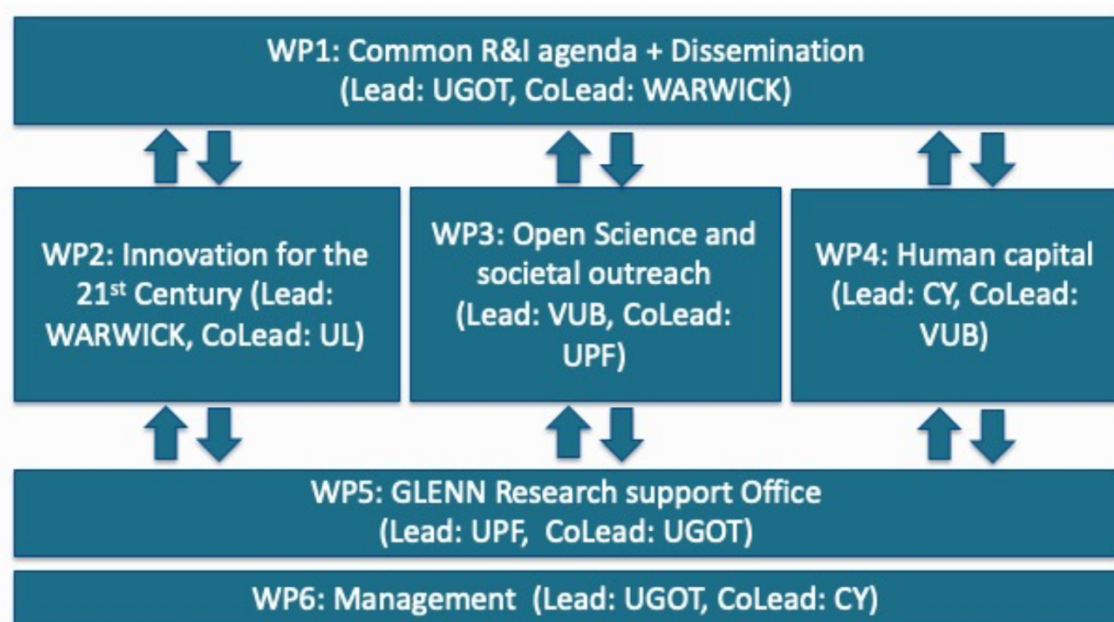 WP1: Common R&I agenda + Dissemination
(Lead: UGOT, CoLead: WARWICK)
WP2: Innovation for the
21st Century (Lead:
WARWICK, CoLead: UL)
WP3: Open Science and
societal outreach
(Lead: VUB, CoLead:
UPF)
WP4: Human capital
(Lead: CY, CoLead:
VUB)
WP5: GLENN Research support Office
(Lead: UPF,  CoLead: UGOT)
WP6: Management  (Lead: UGOT, CoLead: CY)